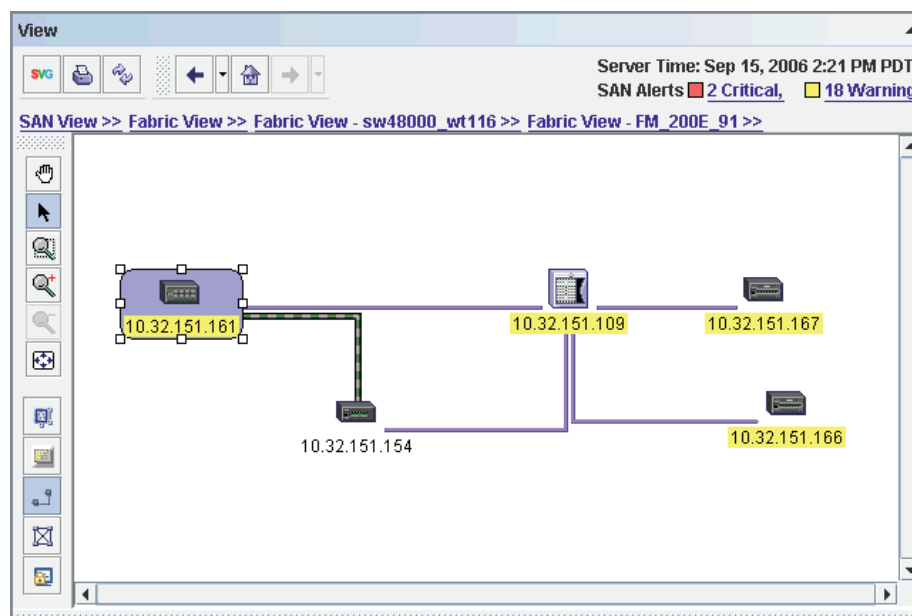 View
SVG
Server Time: Sep 15, 2006 2:21 PM PDT
SAN Alerts 2 Critical, 18 Warning
SAN View >> Fabric View >> Fabric View - sw48000_wt116 >> Fabric View - FM_200E_91 >>
10.32.151.161
10.32.151.109
10.32.151.167
10.32.151.154
10.32.151.166